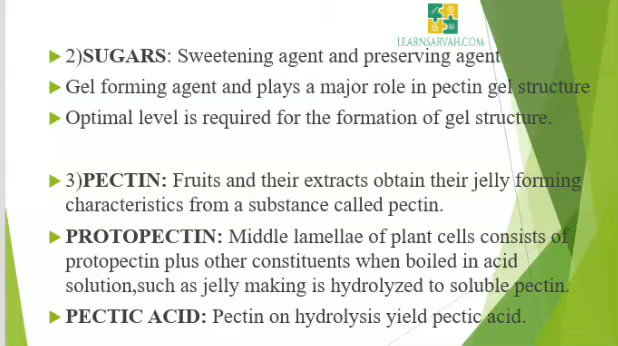 LEARNSARVAH.COM
2)SUGARS: Sweetening agent and preserving agent
Gel forming agent and plays a major role in pectin gel structure
Optimal level is required for the formation of gel structure.
3)PECTIN: Fruits and their extracts obtain their jelly forming
characteristics from a substance called pectin.
PROTOPECTIN: Middle lamellae of plant cells consists of
protopectin plus other constituents when boiled in acid
solution,such as jelly making is hydrolyzed to soluble pectin.
PECTIC ACID: Pectin on hydrolysis yield pectic acid.